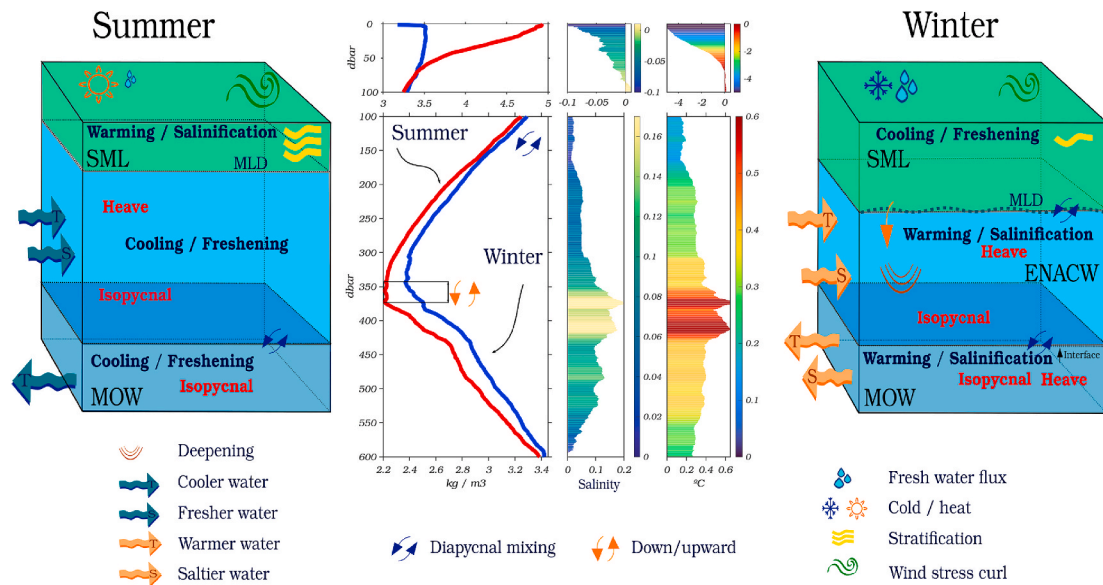 Summer
Warming / Salinification
SML
MLD
Heave
Cooling / Freshening
Isopycnal
Cooling / Freshening
Isopycnal
MOW
T
S
T
Deepening
T
Cooler water
S
Fresher water
T
Warmer water
S
Saltier water
dbar
0
50
100
3
3.5
4
4.5
5
-0.1
-0.05
0
0
-0.05
-0.1
-4
-2
0
0
-2
-4
dbar
100
200
250
300
350
400
450
500
550
600
2.2
2.4
2.6
2.8
3
3.2
3.4
kg / m3
Summer
Winter
0
0.1
0.2
Salinity
0.16
0.14
0.12
0.1
0.08
0.06
0.04
0.02
0
0
0.2
0.4
0.6
ºC
0.6
0.5
0.4
0.3
0.2
0.1
0
Diapycnal mixing
Down/upward
Winter
Cooling / Freshening
SML
MLD
Warming / Salinification
Heave
ENACW
Isopycnal
Interface
Warming / Salinification
Isopycnal Heave
MOW
T
S
T
S
Fresh water flux
Cold / heat
Stratification
Wind stress curl